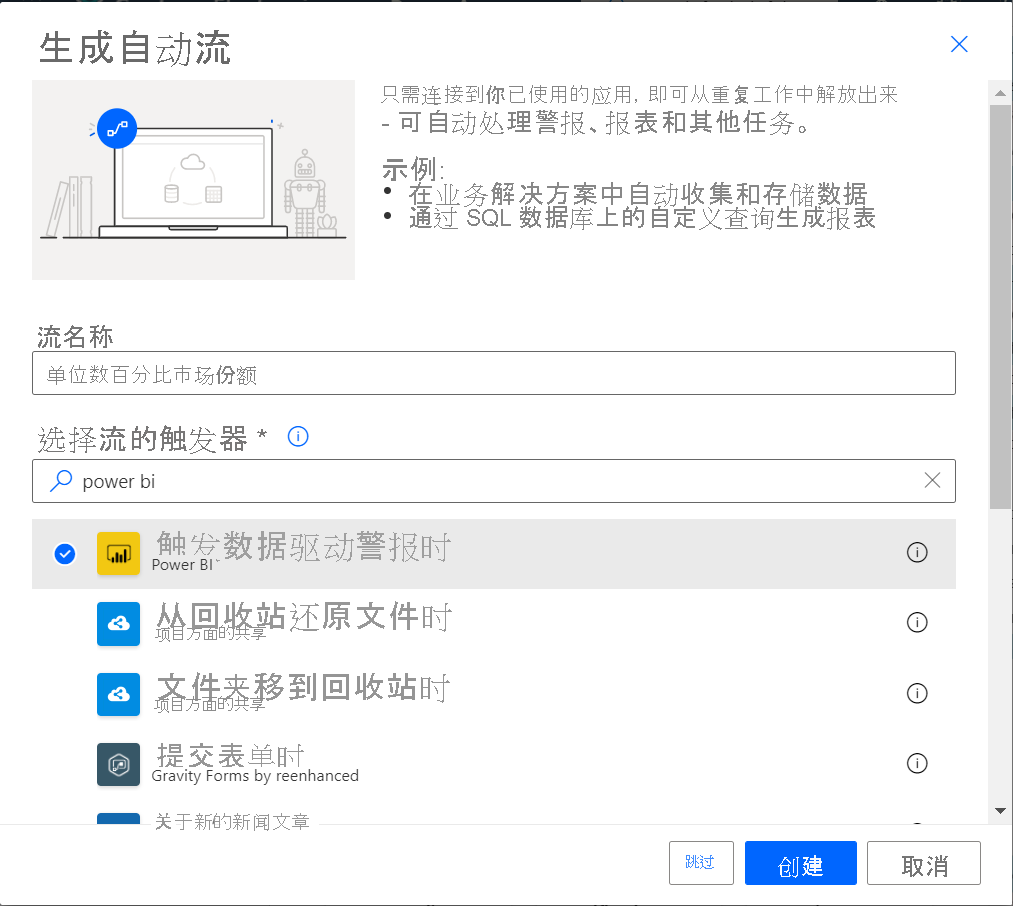 生成自动流
只需连接到你已使用的应用, 即可从重复工作中解放出来
- 可自动处理警报、报表和其他任务。
示例:
• 在业务解决方案中自动收集和存储数据
• 通过 SQL 数据库上的自定义查询生成报表
流名称
单位数百分比市场份额
选择流的触发器 *
power bi
触发数据驱动警报时
Power BI
从回收站还原文件时
项目方面的共享
文件夹移到回收站时
项目方面的共享
提交表单时
Gravity Forms by reenhanced
关于新的新闻文章
跳过
创建
取消